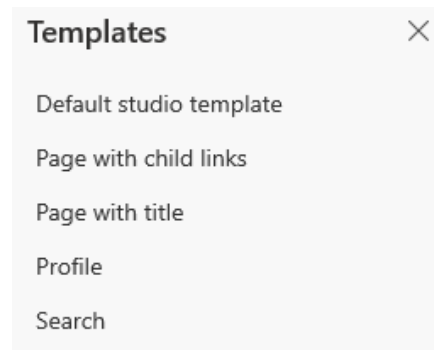 Templates
Default studio template
Page with child links
Page with title
Profile
Search